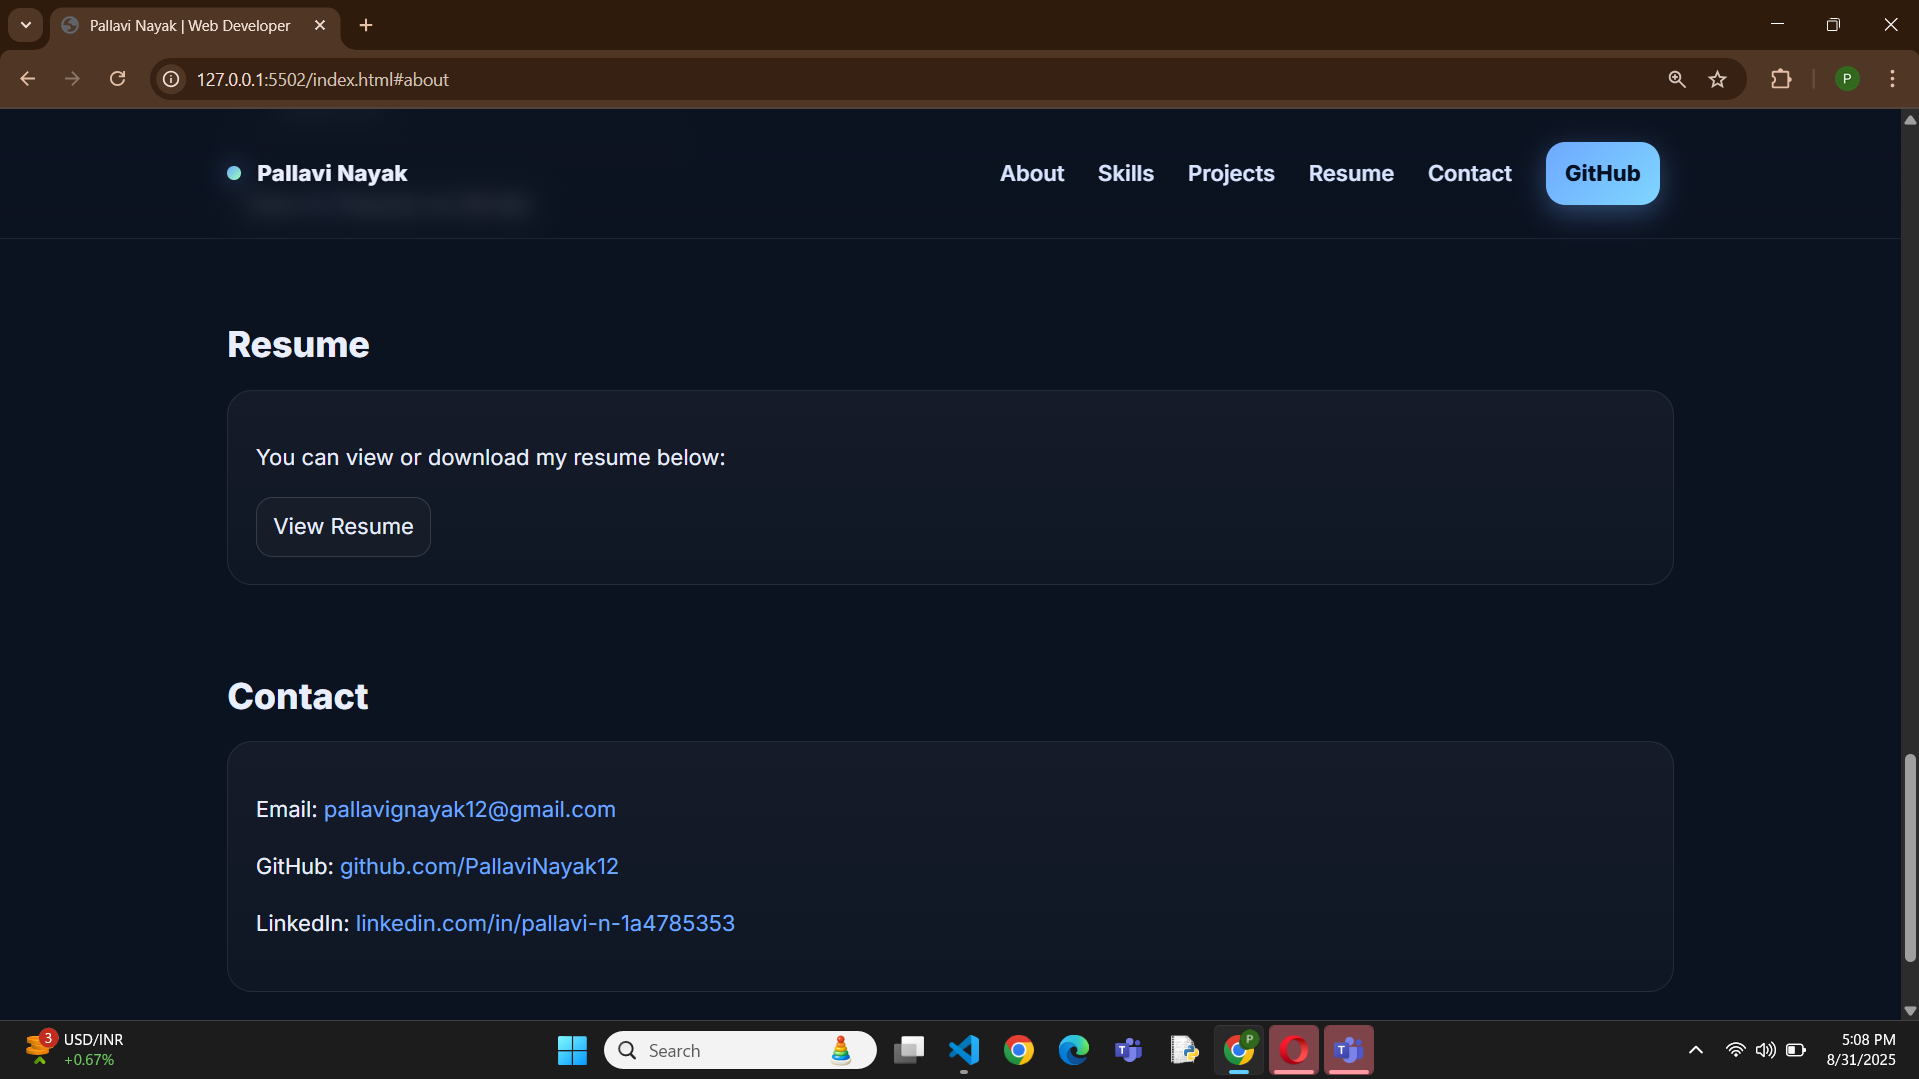 Pallavi Nayak | Web Developer
127.0.0.1:5502/index.html#about
P
Pallavi Nayak
About Skills Projects Resume Contact GitHub
Resume
You can view or download my resume below:
View Resume
Contact
Email: pallavignayak12@gmail.com
GitHub: github.com/PallaviNayak12
LinkedIn: linkedin.com/in/pallavi-n-1a4785353
3
USD/INR
+0.67%
Search
T
P
T
5:08 PM
8/31/2025